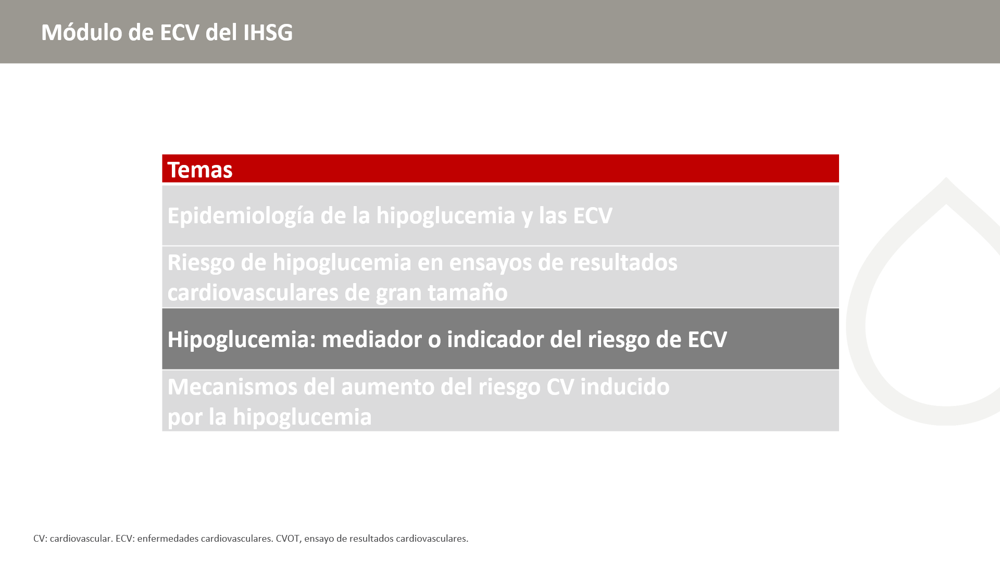 Módulo de ECV del IHSG
Temas
Epidemiología de la hipoglucemia y las ECV
Riesgo de hipoglucemia en ensayos de resultados
cardiovasculares de gran tamaño
Hipoglucemia: mediador o indicador del riesgo de ECV
Mecanismos del aumento del riesgo CV inducido
por la hipoglucemia
CV: cardiovascular. ECV: enfermedades cardiovasculares. CVOT, ensayo de resultados cardiovasculares.